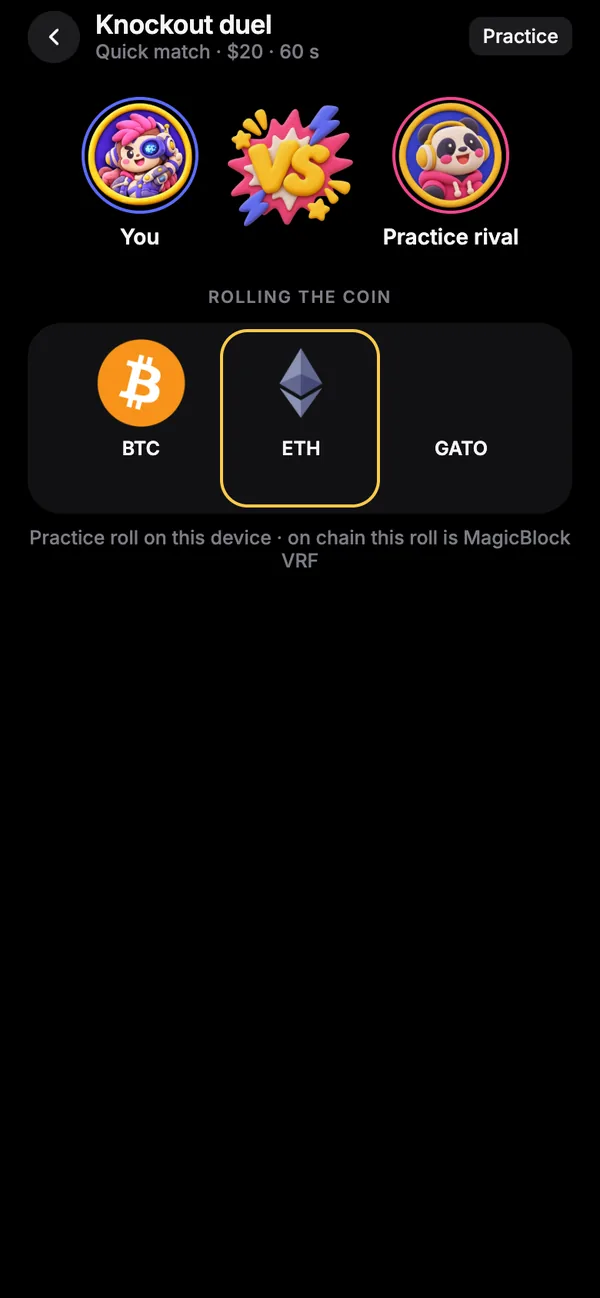 Knockout duel
Quick match · $20 · 60 s
Practice
VS
You
Practice rival
ROLLING THE COIN
BTC
ETH
GATO
Practice roll on this device · on chain this roll is MagicBlock
VRF